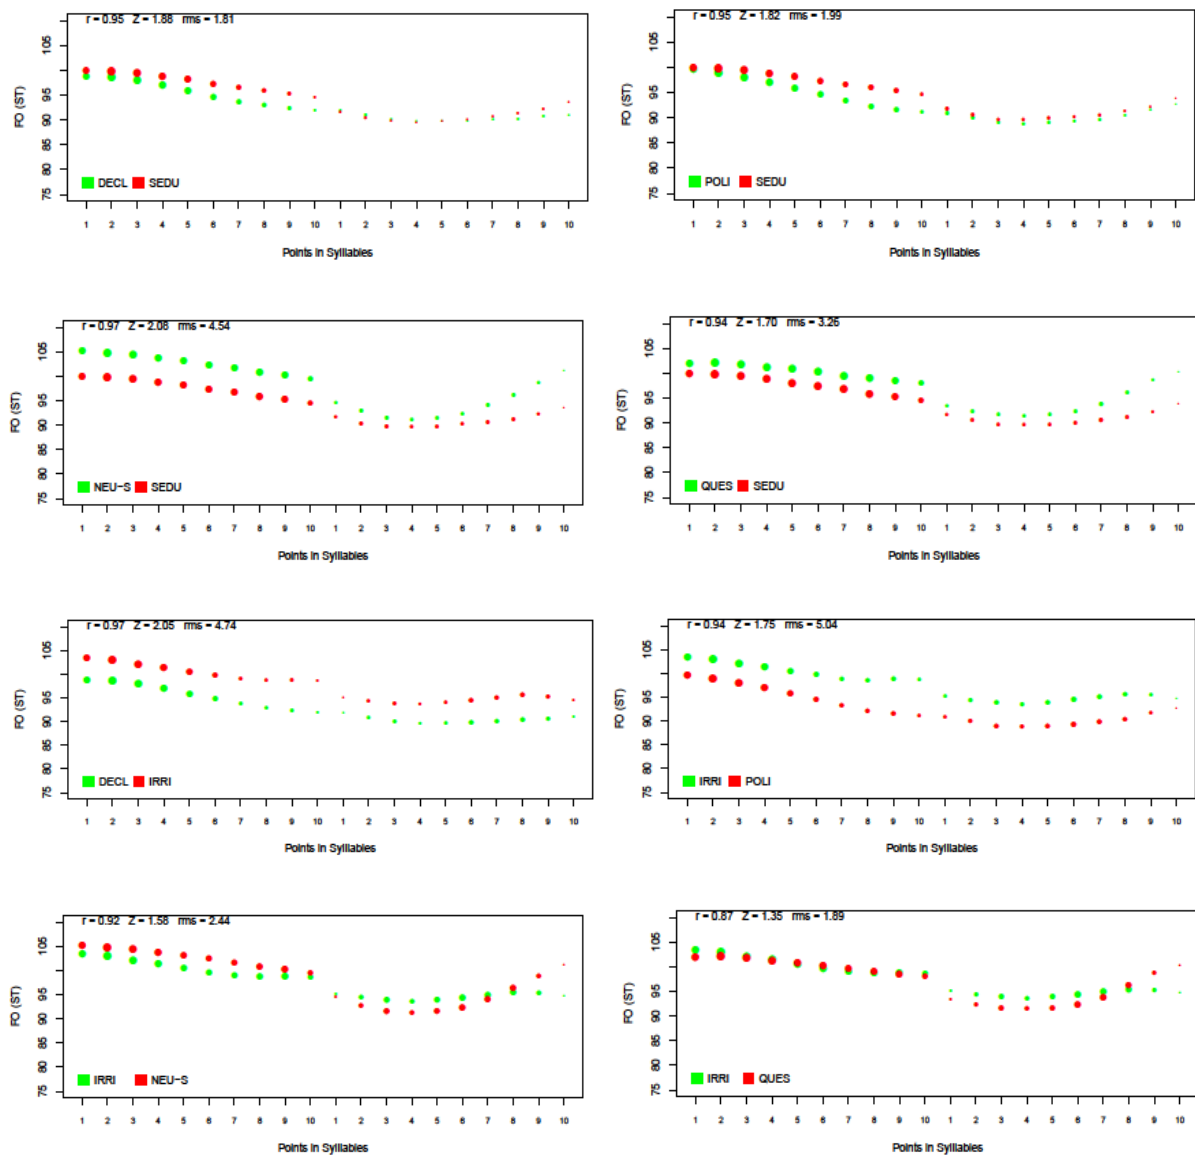 r = 0.95 Z = 1.88 rms = 1.81
FO (ST)
105
95
90
85
80
75
DECL SEDU
1 2 3 4 5 6 7 8 9 10 1 2 3 4 5 6 7 8 9 10
Points in Syllables
r = 0.95 Z = 1.82 rms = 1.99
FO (ST)
105
95
90
85
80
75
POLI SEDU
1 2 3 4 5 6 7 8 9 10 1 2 3 4 5 6 7 8 9 10
Points in Syllables
r = 0.97 Z = 2.08 rms = 4.54
FO (ST)
105
95
90
85
80
75
NEU-S SEDU
1 2 3 4 5 6 7 8 9 10 1 2 3 4 5 6 7 8 9 10
Points in Syllables
r = 0.94 Z = 1.70 rms = 3.26
FO (ST)
105
95
90
85
80
75
QUES SEDU
1 2 3 4 5 6 7 8 9 10 1 2 3 4 5 6 7 8 9 10
Points in Syllables
r = 0.97 Z = 2.05 rms = 4.74
FO (ST)
105
95
90
85
80
75
DECL IRRI
1 2 3 4 5 6 7 8 9 10 1 2 3 4 5 6 7 8 9 10
Points in Syllables
r = 0.94 Z = 1.75 rms = 5.04
FO (ST)
105
95
90
85
80
75
IRRI POLI
1 2 3 4 5 6 7 8 9 10 1 2 3 4 5 6 7 8 9 10
Points in Syllables
r = 0.92 Z = 1.58 rms = 2.44
FO (ST)
105
95
90
85
80
75
IRRI NEU-S
1 2 3 4 5 6 7 8 9 10 1 2 3 4 5 6 7 8 9 10
Points in Syllables
r = 0.87 Z = 1.35 rms = 1.89
FO (ST)
105
95
90
85
80
75
IRRI QUES
1 2 3 4 5 6 7 8 9 10 1 2 3 4 5 6 7 8 9 10
Points in Syllables